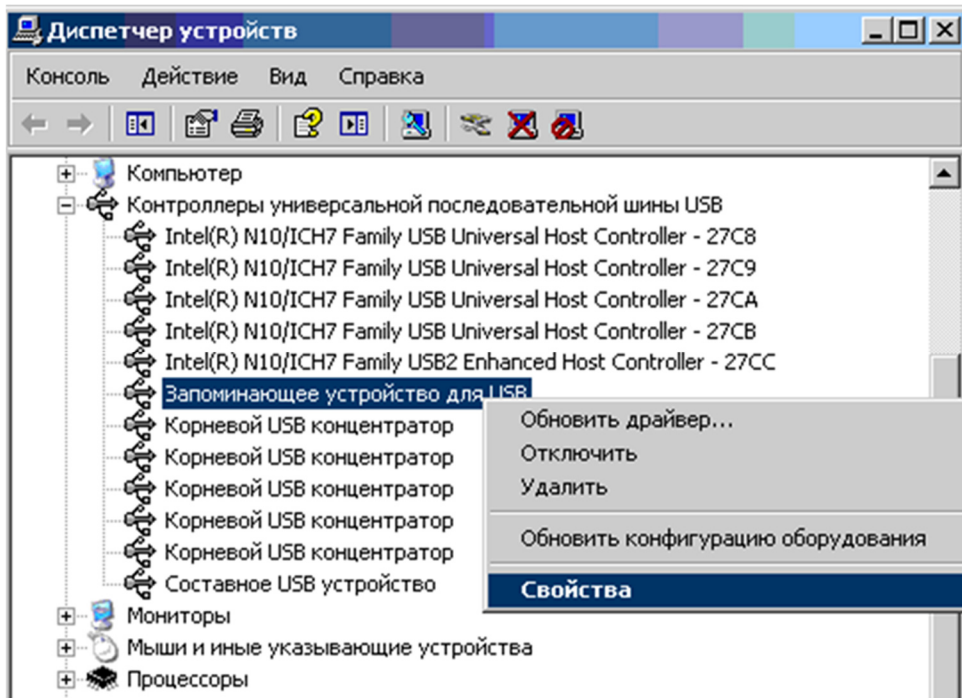 Диспетчер устройств
Консоль Действие Вид Справка
Компьютер
Контроллеры универсальной последовательной шины USB
Intel(R) N10/ICH7 Family USB Universal Host Controller - 27C8
Intel(R) N10/ICH7 Family USB Universal Host Controller - 27C9
Intel(R) N10/ICH7 Family USB Universal Host Controller - 27CA
Intel(R) N10/ICH7 Family USB Universal Host Controller - 27CB
Intel(R) N10/ICH7 Family USB2 Enhanced Host Controller - 27CC
Запоминающее устройство для USB
Корневой USB концентратор
Корневой USB концентратор
Корневой USB концентратор
Корневой USB концентратор
Корневой USB концентратор
Составное USB устройство
Мониторы
Мыши и иные указывающие устройства
Процессоры
Обновить драйвер...
Отключить
Удалить
Обновить конфигурацию оборудования
Свойства